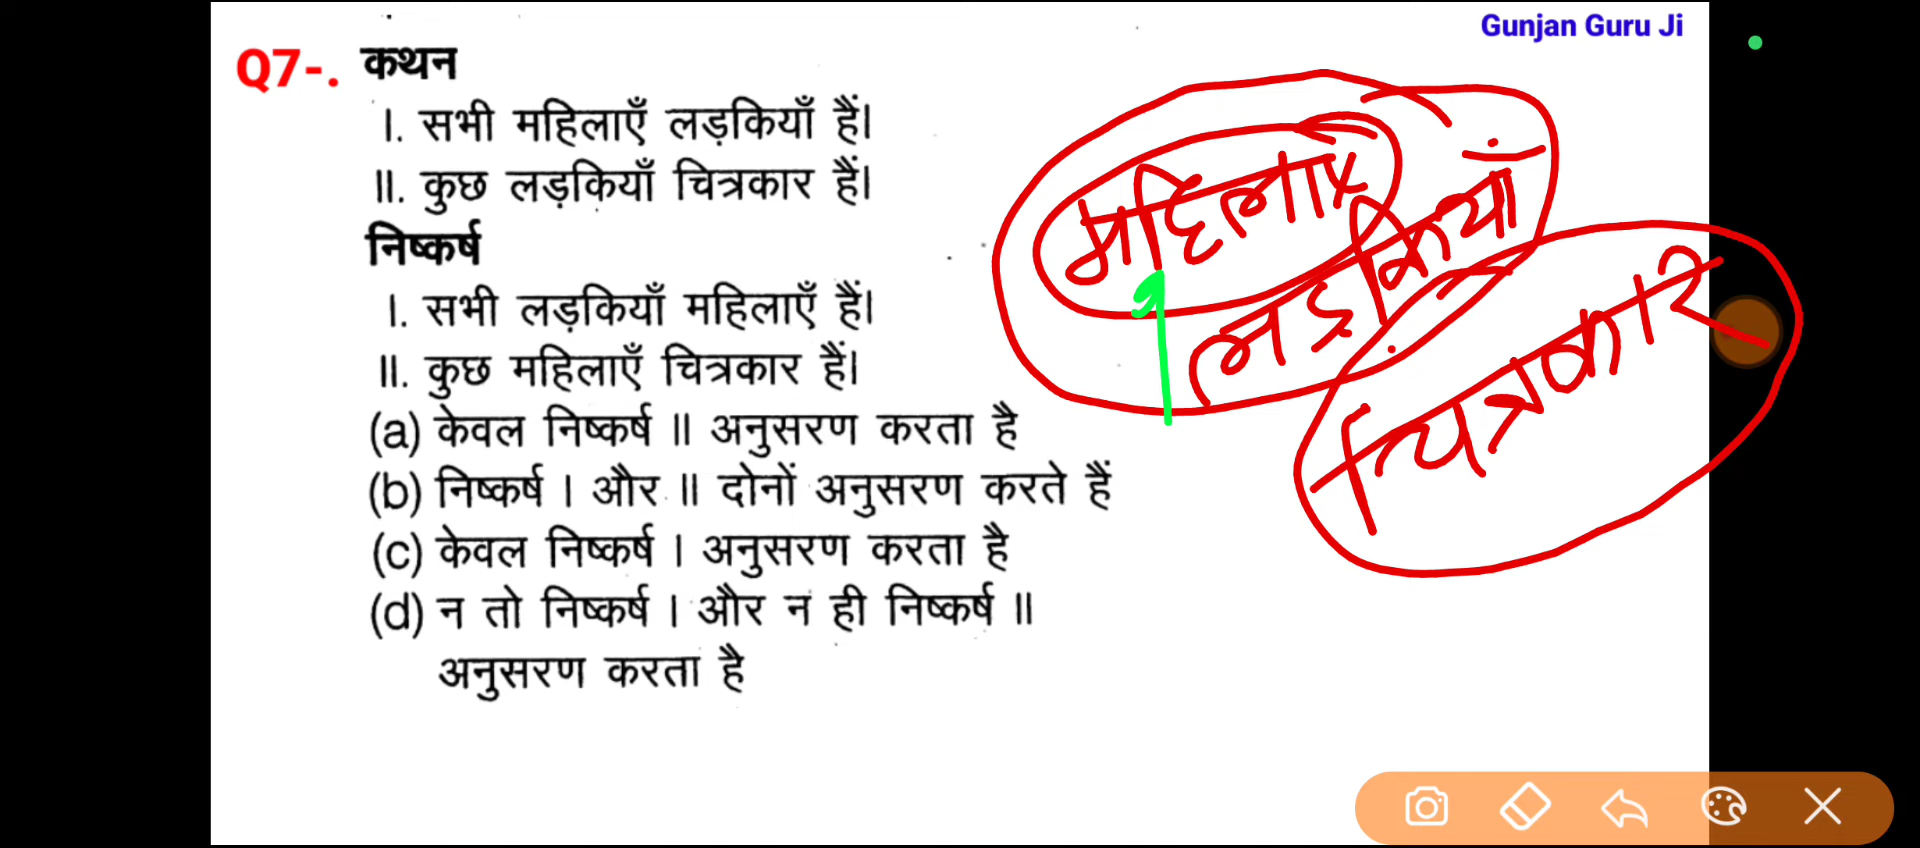 Gunjan Guru Ji
Q7-. कथन
I. सभी महिलाएँ लड़कियाँ हैं।
II. कुछ लड़कियाँ चित्रकार हैं।
निष्कर्ष
I. सभी लड़कियाँ महिलाएँ हैं।
II. कुछ महिलाएँ चित्रकार हैं।
(a) केवल निष्कर्ष II अनुसरण करता है
(b) निष्कर्ष I और II दोनों अनुसरण करते हैं
(c) केवल निष्कर्ष I अनुसरण करता है
(d) न तो निष्कर्ष I और न ही निष्कर्ष II
अनुसरण करता है
महिलाएं
लड़कियां
चित्रकार